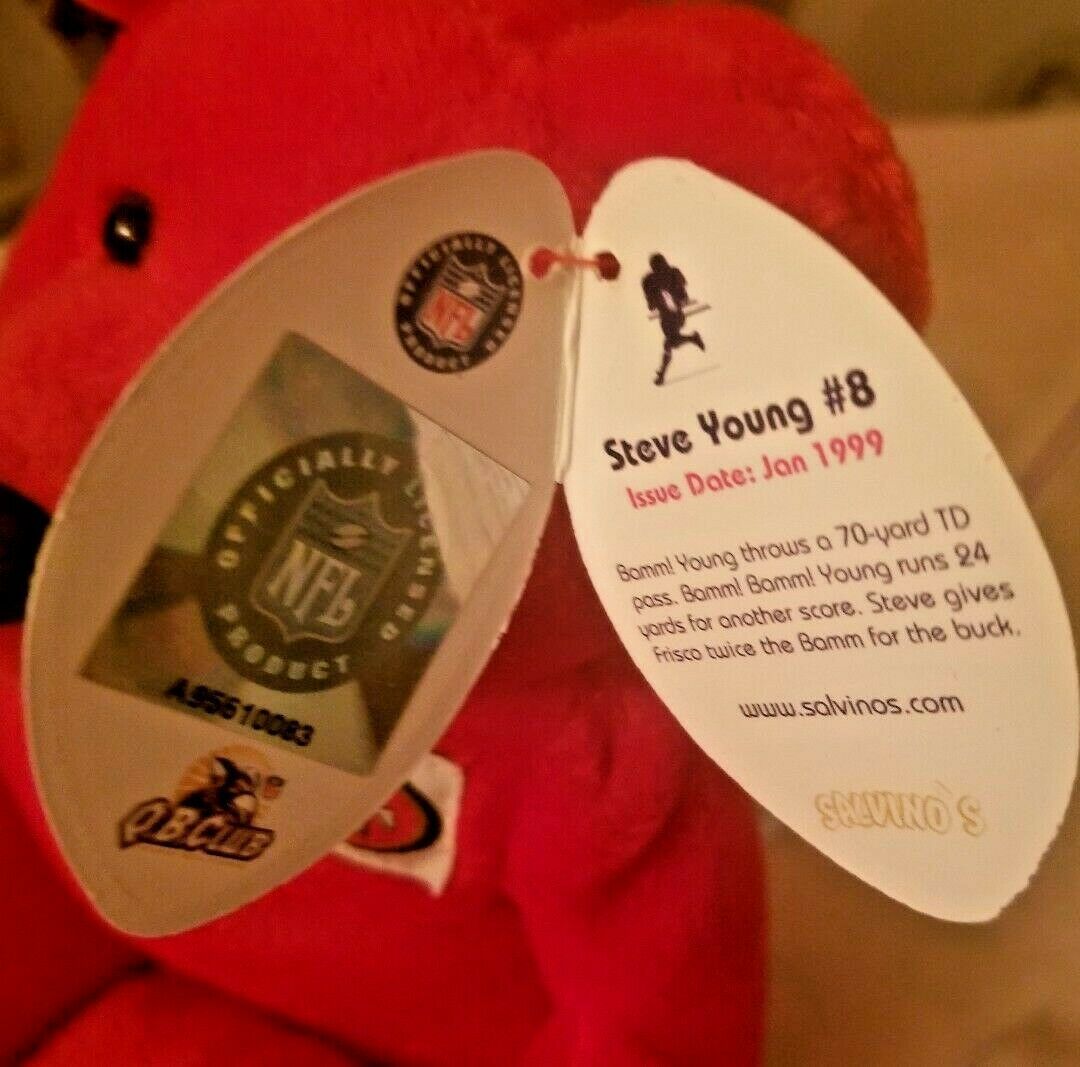 OFFICIALLY LICENSED
NFL
PRODUCT
OFFICIALLY LICENSED
NFL
PRODUCT
A95610083
Q.B. CLUB
Steve Young #8
Issue Date: Jan 1999
Bamm! Young throws a 70-yard TD
pass. Bamm! Bamm! Young runs 24
yards for another score. Steve gives
Frisco twice the Bamm for the buck.
www.salvinos.com
SALVINO'S